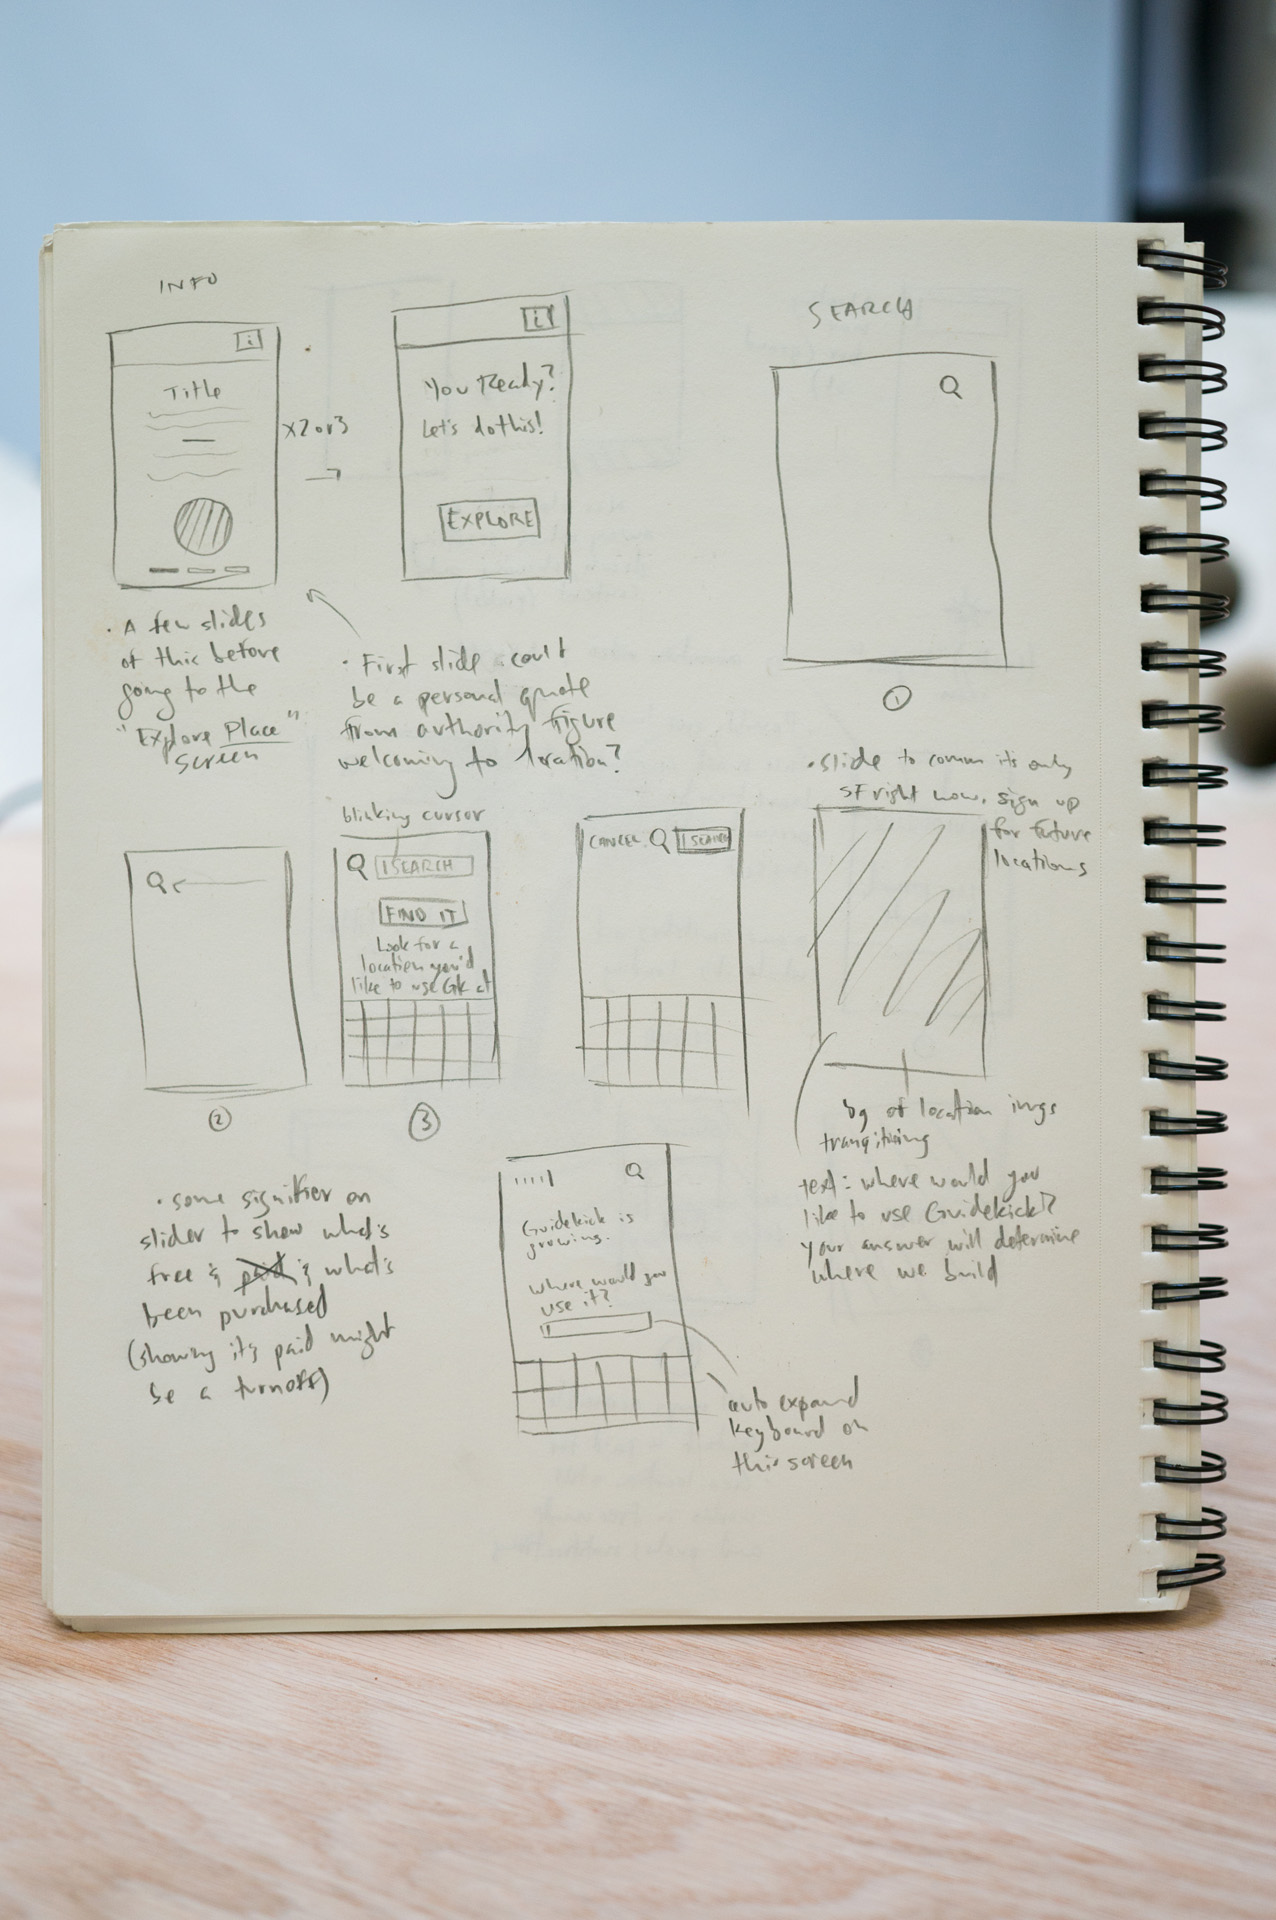 INFO
i
Title
x2 or 3
i
You Ready?
Let's do this!
EXPLORE
SEARCH
1
· A few slides
of this before
going to the
"Explore Place"
screen
· First slide could
be a personal quote
from authority figure
welcoming to location?
· slide to comm its only
SF right now. sign up
for future
locations
2
blinking cursor
SEARCH
FIND IT
Look for a
location you'd
like to use GK at
3
CANCEL
SEARCH
bg of location imgs
transitioning
text: where would you
like to use Guidekick?
your answer will determine
where we build
· some signifier on
slider to show what's
free & paid & what's
been purchased
(showing it's paid might
be a turnoff)
Guidekick is
growing.
where would you
use it?
auto expand
keyboard on
this screen